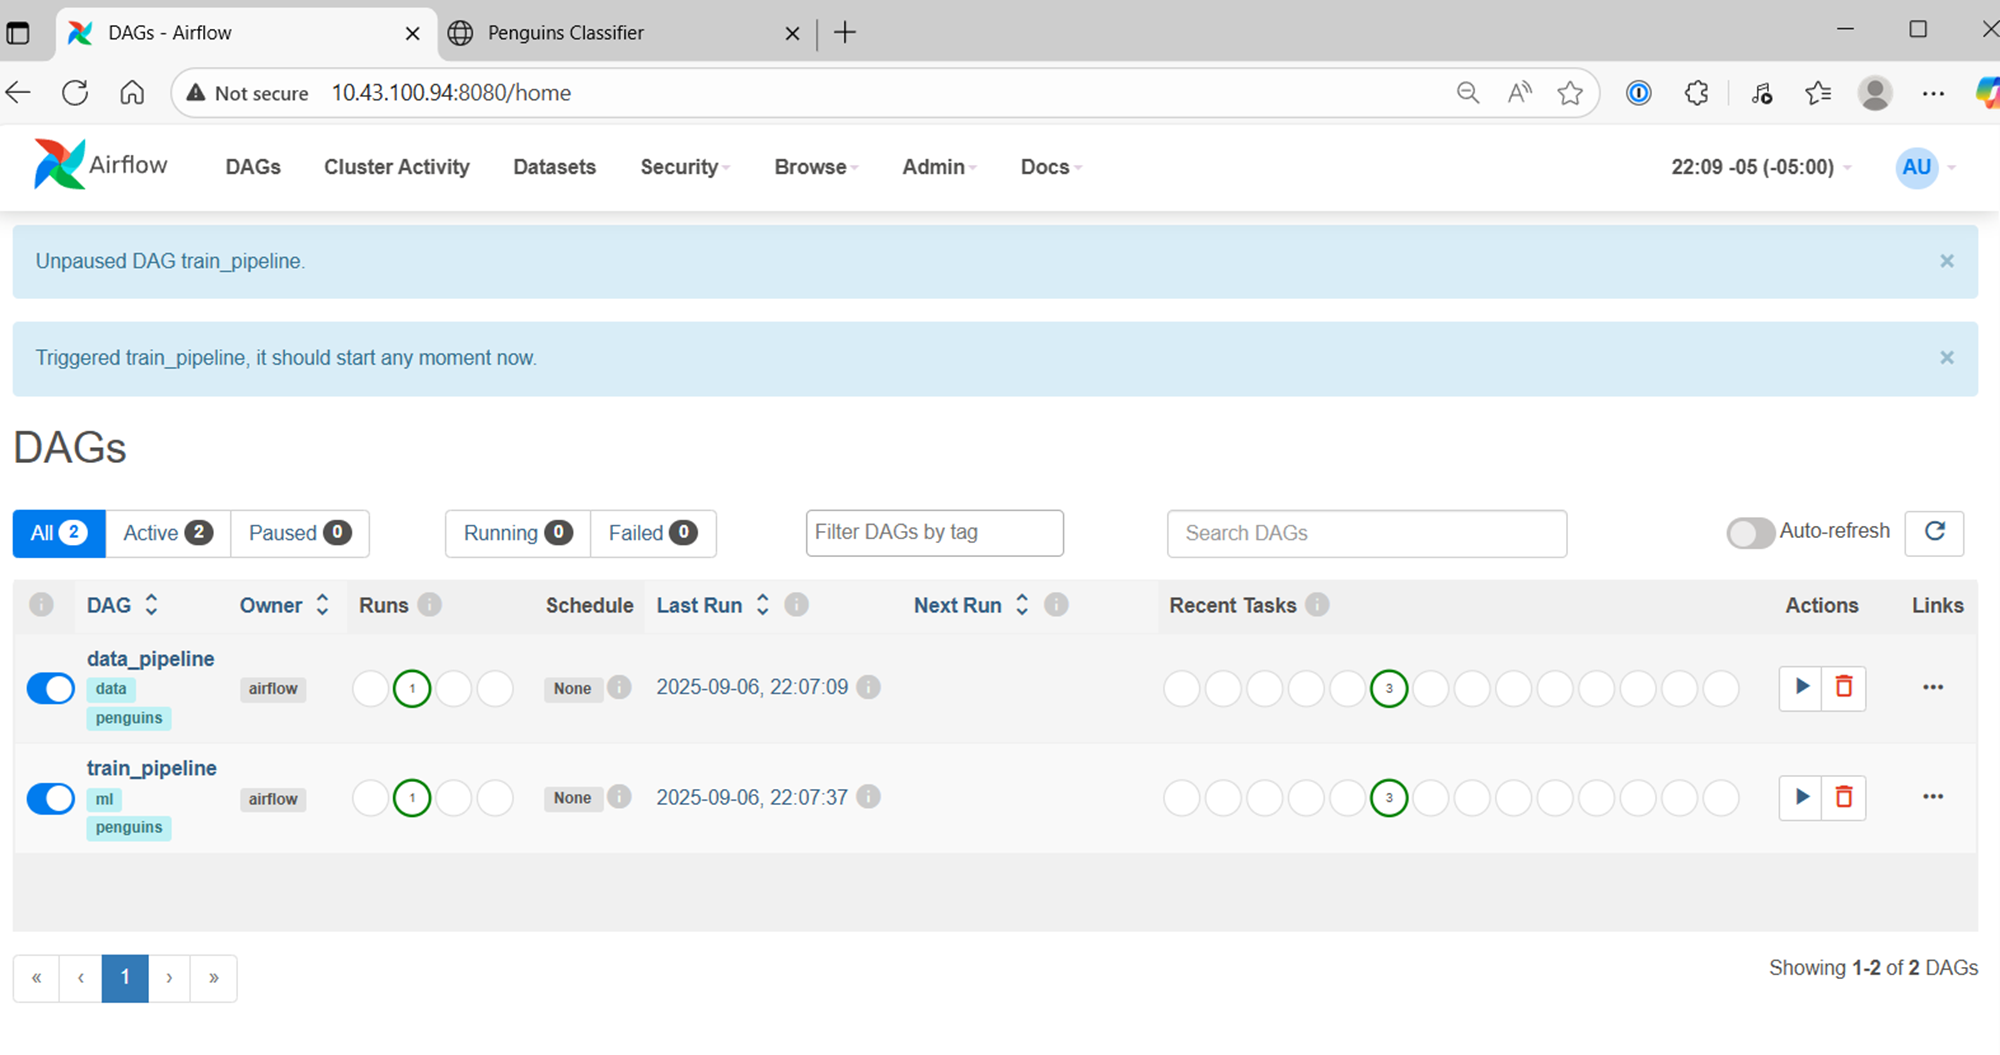 DAGs - Airflow
Penguins Classifier
Not secure 10.43.100.94:8080/home
Airflow DAGs Cluster Activity Datasets Security Browse Admin Docs 22:09 -05 (-05:00) AU
Unpaused DAG train_pipeline. ×
Triggered train_pipeline, it should start any moment now. ×
DAGs
All 2 Active 2 Paused 0 Running 0 Failed 0 Filter DAGs by tag Search DAGs Auto-refresh
DAG Owner Runs Schedule Last Run Next Run Recent Tasks Actions Links
data_pipeline
data
penguins
airflow 1 None 2025-09-06, 22:07:09 3
train_pipeline
ml
penguins
airflow 1 None 2025-09-06, 22:07:37 3
« ‹ 1 › »
Showing 1-2 of 2 DAGs